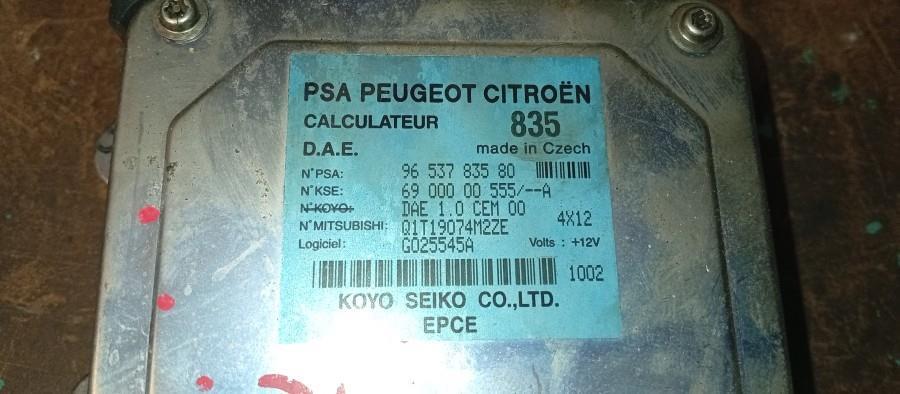 PSA PEUGEOT CITROËN
CALCULATEUR 835
D.A.E. made in Czech
N°PSA: 96 537 835 80
N°KSE: 69 000 00 555/--A
N°KOYO: DAE 1.0 CEM 00
N°MITSUBISHI: Q1T19074M2ZE 4X12
Logiciel: G025545A Volts : +12V
1002
KOYO SEIKO CO.,LTD.
EPCE